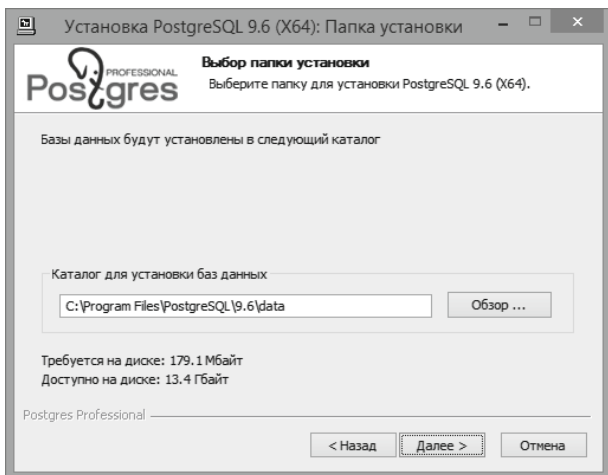 Установка PostgreSQL 9.6 (X64): Папка установки
PROFESSIONAL
Postgres
Выбор папки установки
Выберите папку для установки PostgreSQL 9.6 (X64).
Базы данных будут установлены в следующий каталог
Каталог для установки баз данных
C:\Program Files\PostgreSQL\9.6\data
Обзор ...
Требуется на диске: 179.1 Мбайт
Доступно на диске: 13.4 Гбайт
Postgres Professional
< Назад
Далее >
Отмена